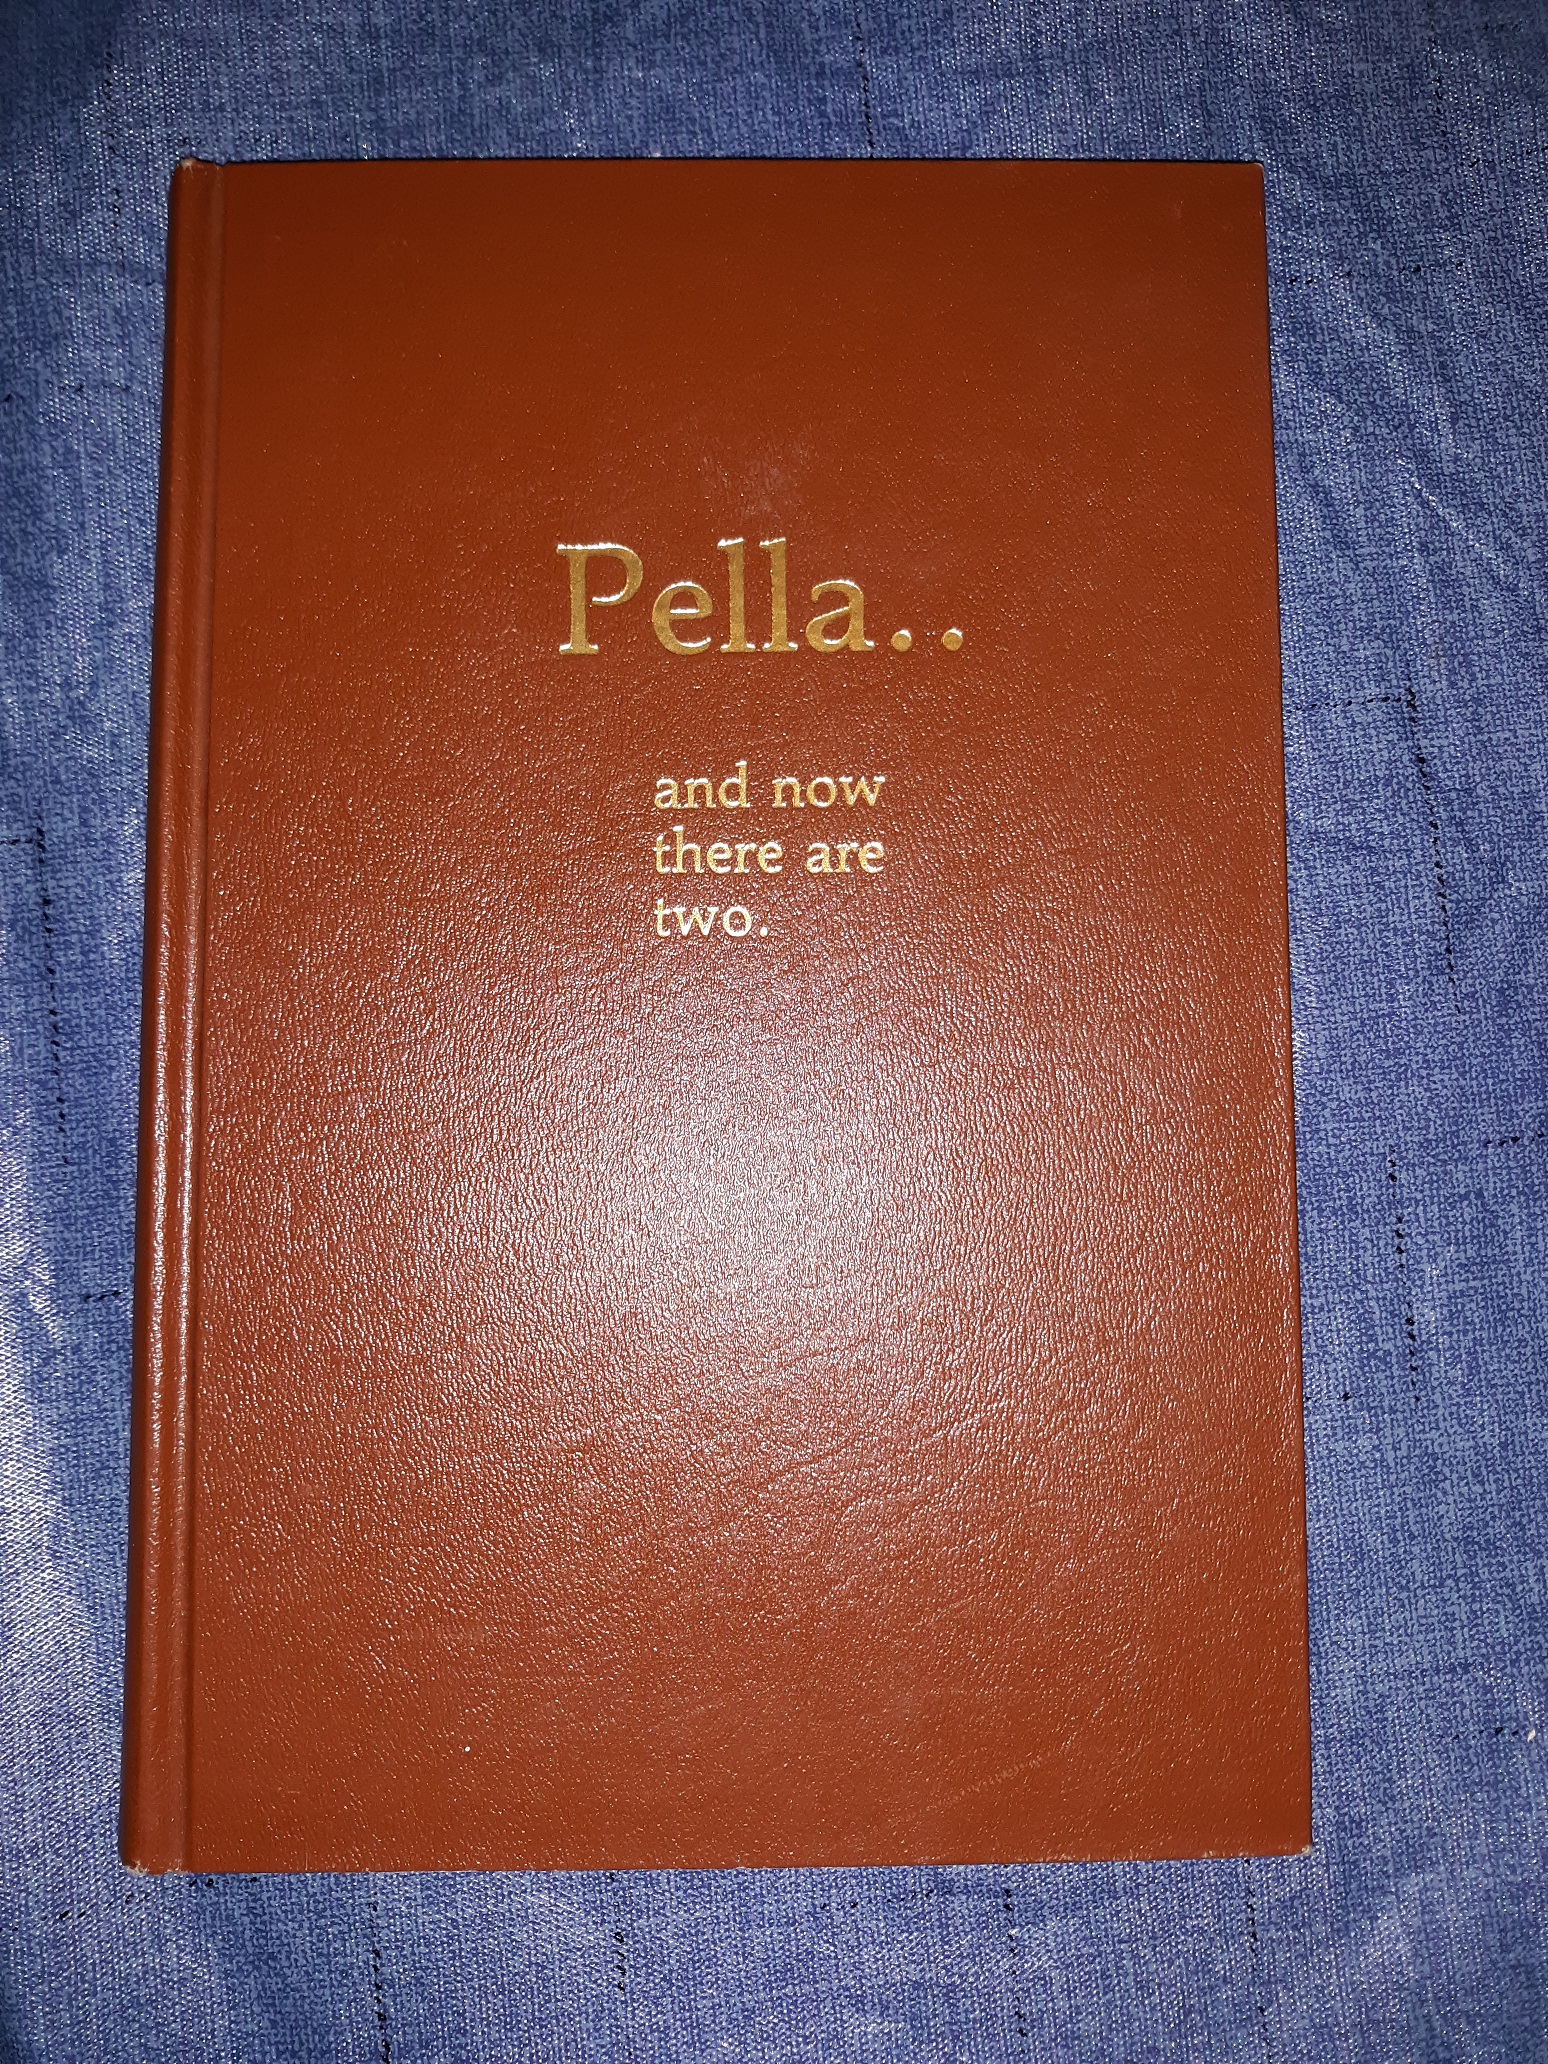 Pella..
and now
there are
two.